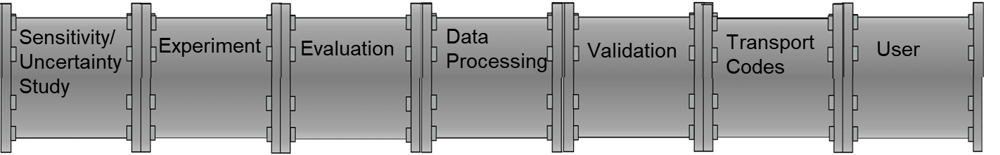 Sensitivity/
Uncertainty
Study
Experiment
Evaluation
Data
Processing
Validation
Transport
Codes
User